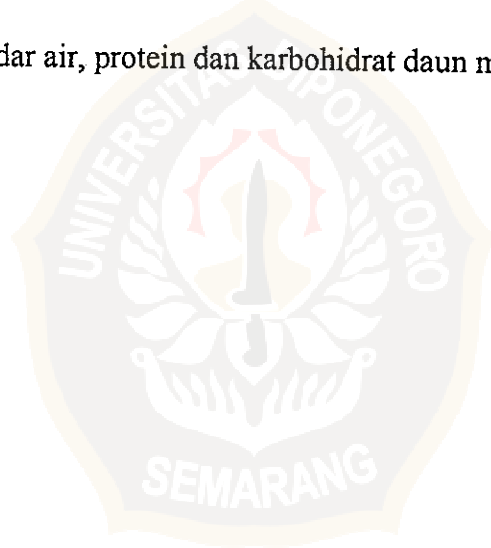 dar air, protein dan karbohidrat daun m
UNIVERSITAS DIPONEGORO
SEMARANG